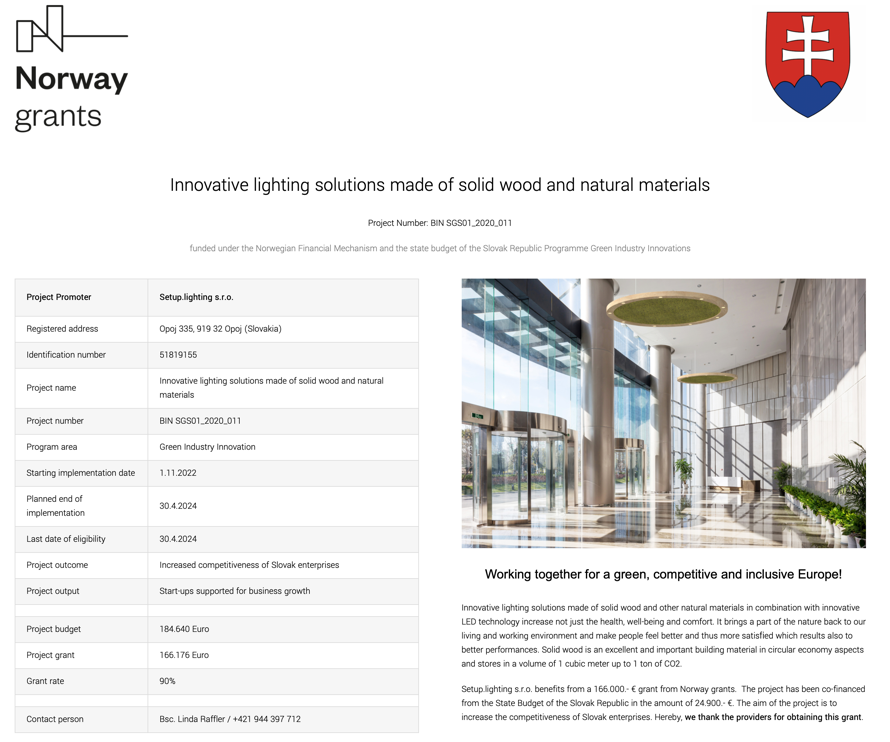 Norway
grants
Innovative lighting solutions made of solid wood and natural materials
Project Number: BIN SGS01_2020_011
funded under the Norwegian Financial Mechanism and the state budget of the Slovak Republic Programme Green Industry Innovations
Project Promoter Setup.lighting s.r.o.
Registered address Opoj 335, 919 32 Opoj (Slovakia)
Identification number 51819155
Project name Innovative lighting solutions made of solid wood and natural
materials
Project number BIN SGS01_2020_011
Program area Green Industry Innovation
Starting implementation date 1.11.2022
Planned end of
implementation 30.4.2024
Last date of eligibility 30.4.2024
Project outcome Increased competitiveness of Slovak enterprises
Project output Start-ups supported for business growth
Project budget 184.640 Euro
Project grant 166.176 Euro
Grant rate 90%
Contact person Bsc. Linda Raffler / +421 944 397 712
Working together for a green, competitive and inclusive Europe!
Innovative lighting solutions made of solid wood and other natural materials in combination with innovative
LED technology increase not just the health, well-being and comfort. It brings a part of the nature back to our
living and working environment and make people feel better and thus more satisfied which results also to
better performances. Solid wood is an excellent and important building material in circular economy aspects
and stores in a volume of 1 cubic meter up to 1 ton of CO2.
Setup.lighting s.r.o. benefits from a 166.000.- € grant from Norway grants. The project has been co-financed
from the State Budget of the Slovak Republic in the amount of 24.900.- €. The aim of the project is to
increase the competitiveness of Slovak enterprises. Hereby, we thank the providers for obtaining this grant.